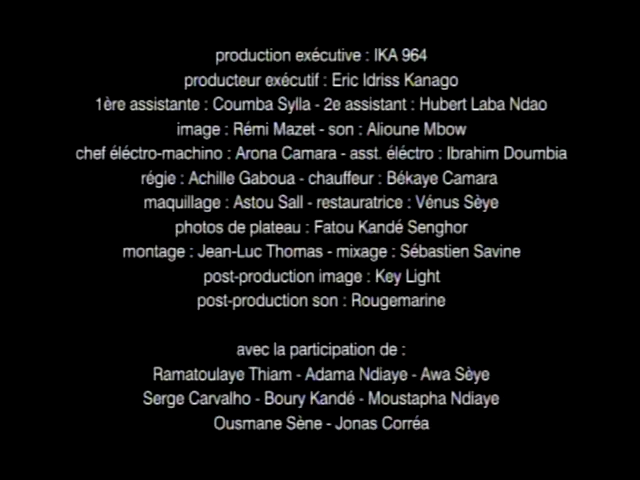 production exécutive : IKA 964
producteur exécutif : Eric Idriss Kanago
1ère assistante : Coumba Sylla - 2e assistant : Hubert Laba Ndao
image : Rémi Mazet - son : Alioune Mbow
chef éléctro-machino : Arona Camara - asst. éléctro : Ibrahim Doumbia
régie : Achille Gaboua - chauffeur : Békaye Camara
maquillage : Astou Sall - restauratrice : Vénus Sèye
photos de plateau : Fatou Kandé Senghor
montage : Jean-Luc Thomas - mixage : Sébastien Savine
post-production image : Key Light
post-production son : Rougemarine
avec la participation de :
Ramatoulaye Thiam - Adama Ndiaye - Awa Sèye
Serge Carvalho - Boury Kandé - Moustapha Ndiaye
Ousmane Sène - Jonas Corréa